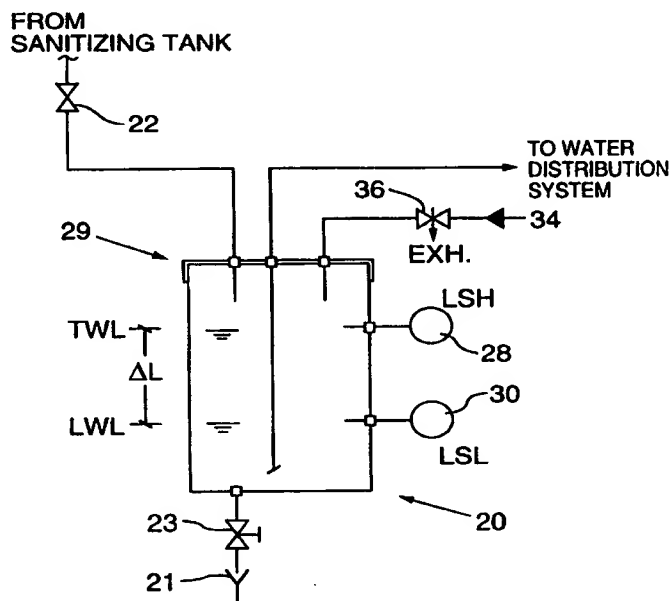 FROM
SANITIZING TANK
22
TO WATER
DISTRIBUTION
SYSTEM
36
34
EXH.
29
LSH
28
TWL
ΔL
LWL
30
LSL
23
20
21